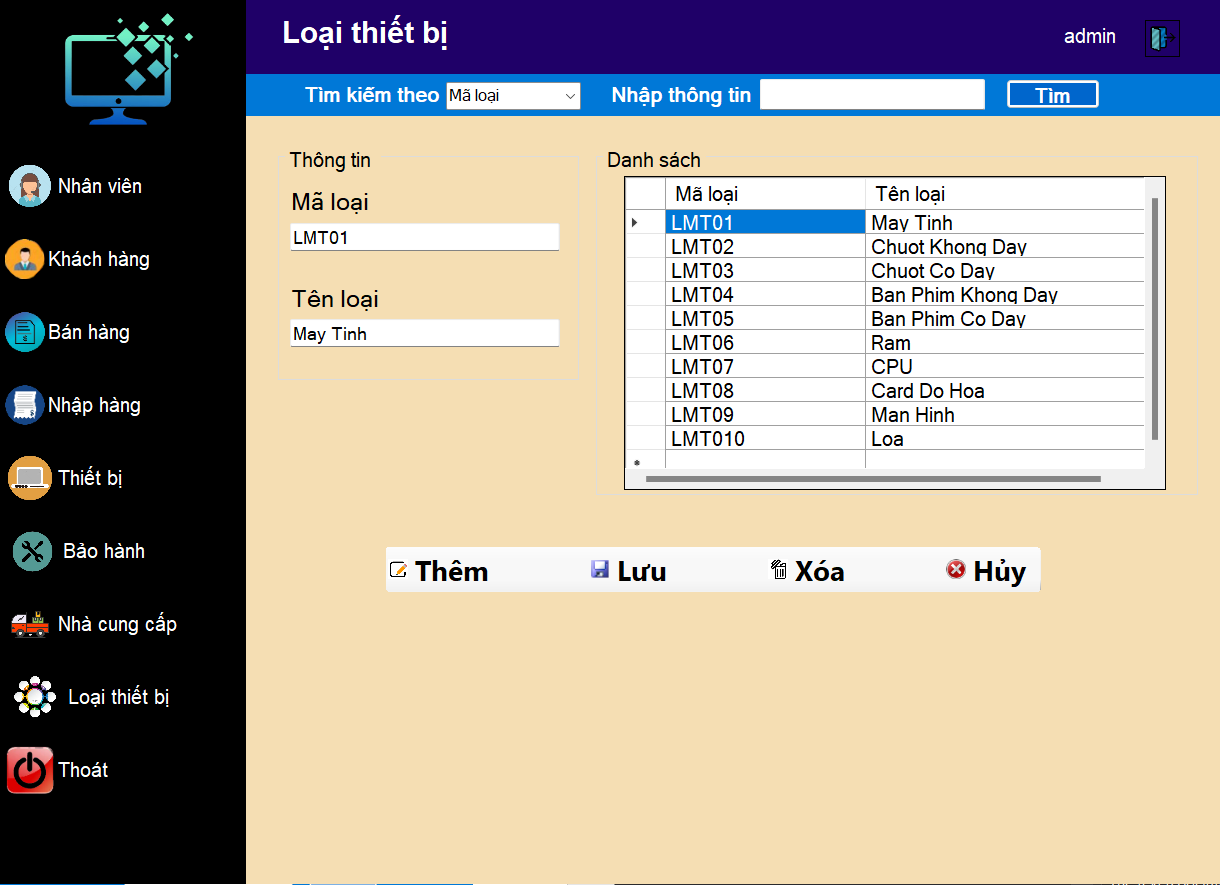 Loại thiết bị
admin
Tìm kiếm theo Mã loại Nhập thông tin Tìm
Nhân viên
Khách hàng
Bán hàng
Nhập hàng
Thiết bị
Bảo hành
Nhà cung cấp
Loại thiết bị
Thoát
Thông tin
Mã loại
LMT01
Tên loại
May Tinh
Danh sách
Mã loại Tên loại
LMT01 May Tinh
LMT02 Chuot Khong Day
LMT03 Chuot Co Day
LMT04 Ban Phim Khong Day
LMT05 Ban Phim Co Day
LMT06 Ram
LMT07 CPU
LMT08 Card Do Hoa
LMT09 Man Hinh
LMT010 Loa
Thêm Lưu Xóa Hủy